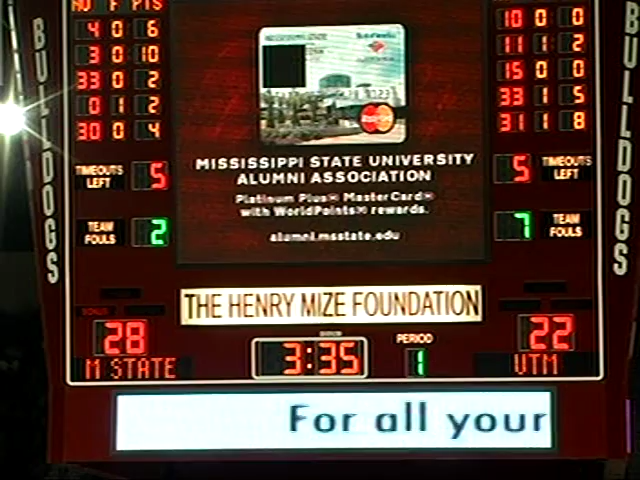 NO F PTS
4 0 6
3 0 10
33 0 2
0 1 2
30 0 4
10 0 0
11 1 2
15 0 0
33 1 5
31 1 8
BULLDOGS
BULLDOGS
MasterCard
MISSISSIPPI STATE UNIVERSITY
ALUMNI ASSOCIATION
Platinum Plus® MasterCard®
with WorldPoints® rewards.
alumni.msstate.edu
TIMEOUTS LEFT 5
5 TIMEOUTS LEFT
TEAM FOULS 2
7 TEAM FOULS
THE HENRY MIZE FOUNDATION
28
M STATE
3:35
PERIOD
1
22
UTM
For all your